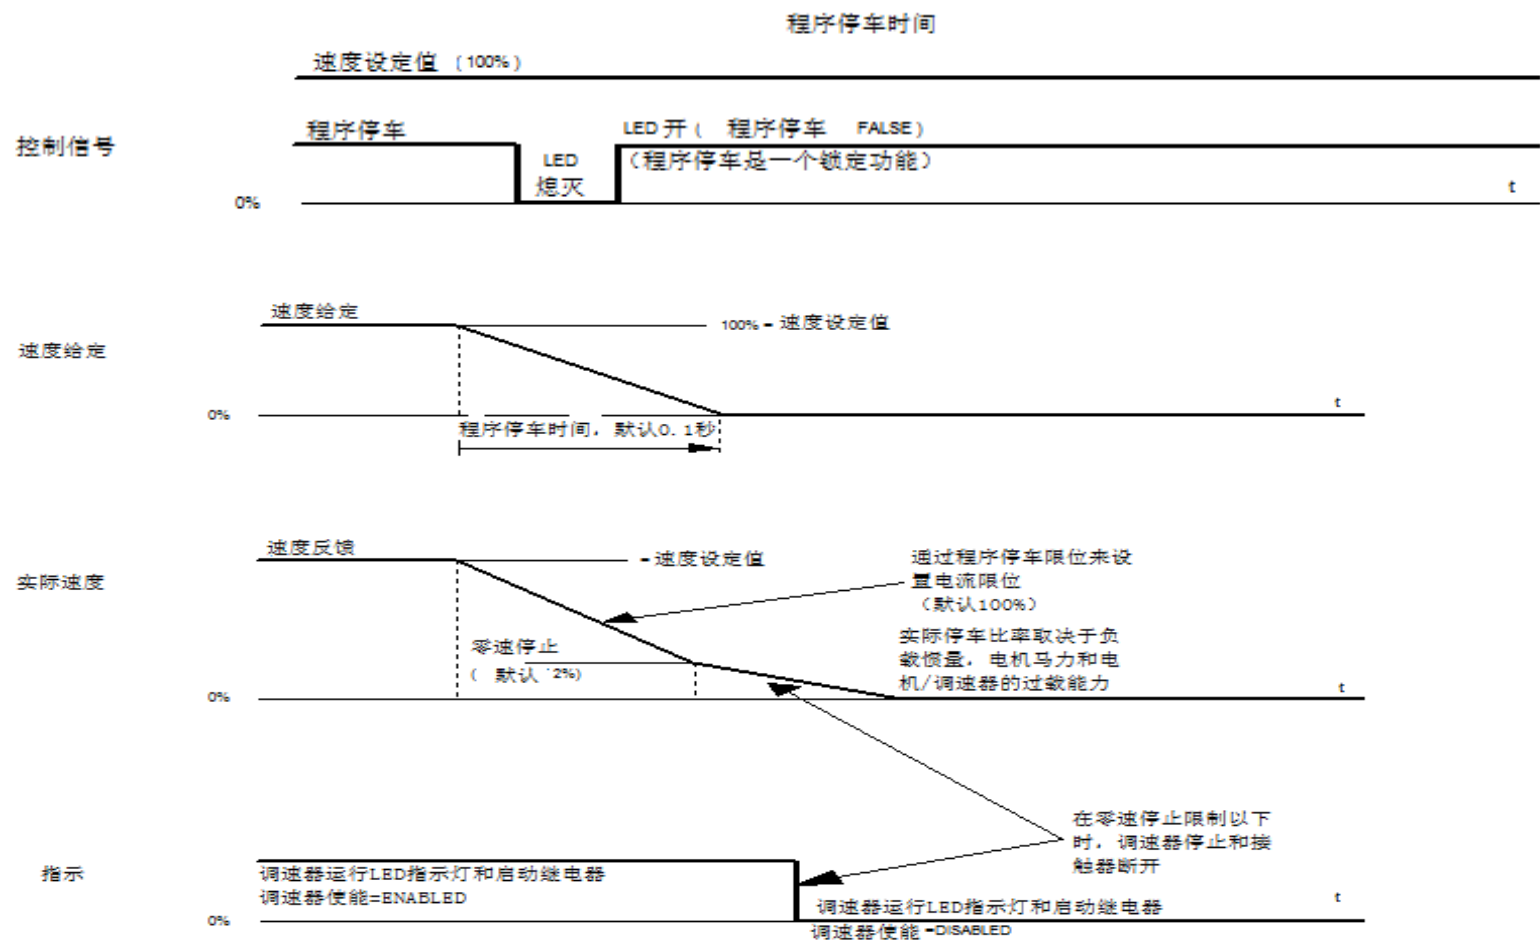 程序停车时间
速度设定值 (100%)
控制信号
程序停车
LED 开 ( 程序停车 FALSE)
LED
熄灭
(程序停车是一个锁定功能)
0%
t
速度给定
100% = 速度设定值
速度给定
0%
t
程序停车时间, 默认0.1秒
速度反馈
= 速度设定值
通过程序停车限位来设
置电流限位
(默认100%)
实际速度
零速停止
( 默认 2%)
实际停车比率取决于负
载惯量, 电机马力和电
机/调速器的过载能力
0%
t
在零速停止限制以下
时, 调速器停止和接
触器断开
指示
调速器运行LED指示灯和启动继电器
调速器使能=ENABLED
0%
t
调速器运行LED指示灯和启动继电器
调速器使能 =DISABLED